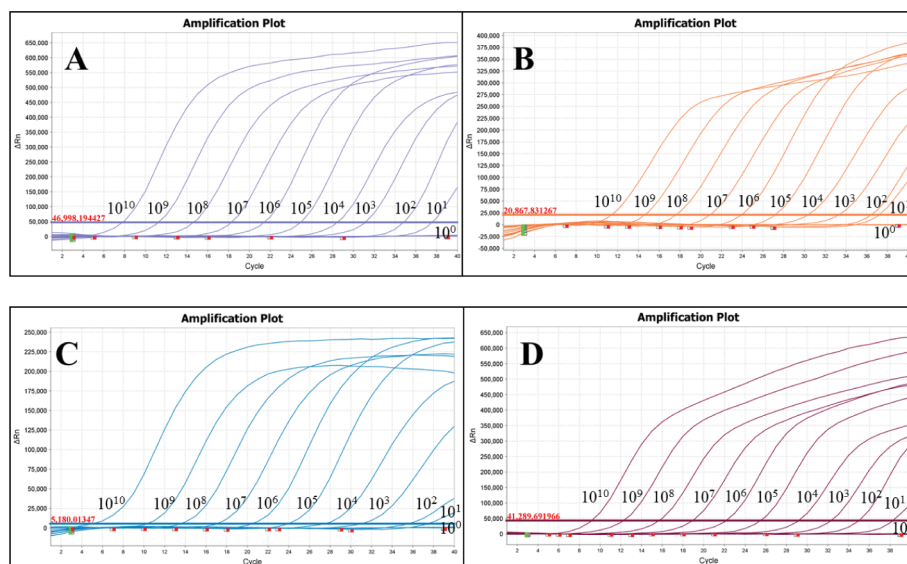 Amplification Plot
A
650,000
600,000
550,000
500,000
450,000
400,000
350,000
300,000
250,000
200,000
150,000
100,000
50,000
0
ΔRn
46,998.194427
10¹⁰ 10⁹ 10⁸ 10⁷ 10⁶ 10⁵ 10⁴ 10³ 10² 10¹
10⁰
2 4 6 8 10 12 14 16 18 20 22 24 26 28 30 32 34 36 38 40
Cycle
Amplification Plot
B
400,000
375,000
350,000
325,000
300,000
275,000
250,000
225,000
200,000
175,000
150,000
125,000
100,000
75,000
50,000
25,000
0
-25,000
-50,000
ΔRn
20,867.831267
10¹⁰ 10⁹ 10⁸ 10⁷ 10⁶ 10⁵ 10⁴ 10³ 10² 10¹
10⁰
2 4 6 8 10 12 14 16 18 20 22 24 26 28 30 32 34 36 38
Cycle
Amplification Plot
C
250,000
225,000
200,000
175,000
150,000
125,000
100,000
75,000
50,000
25,000
0
ΔRn
5,180.01347
10¹⁰ 10⁹ 10⁸ 10⁷ 10⁶ 10⁵ 10⁴ 10³ 10²
10¹
10⁰
2 4 6 8 10 12 14 16 18 20 22 24 26 28 30 32 34 36 38 40
Cycle
Amplification Plot
D
650,000
600,000
550,000
500,000
450,000
400,000
350,000
300,000
250,000
200,000
150,000
100,000
50,000
0
ΔRn
41,289.691966
10¹⁰ 10⁹ 10⁸ 10⁷ 10⁶ 10⁵ 10⁴ 10³ 10² 10¹
10⁰
2 4 6 8 10 12 14 16 18 20 22 24 26 28 30 32 34 36 38
Cycle